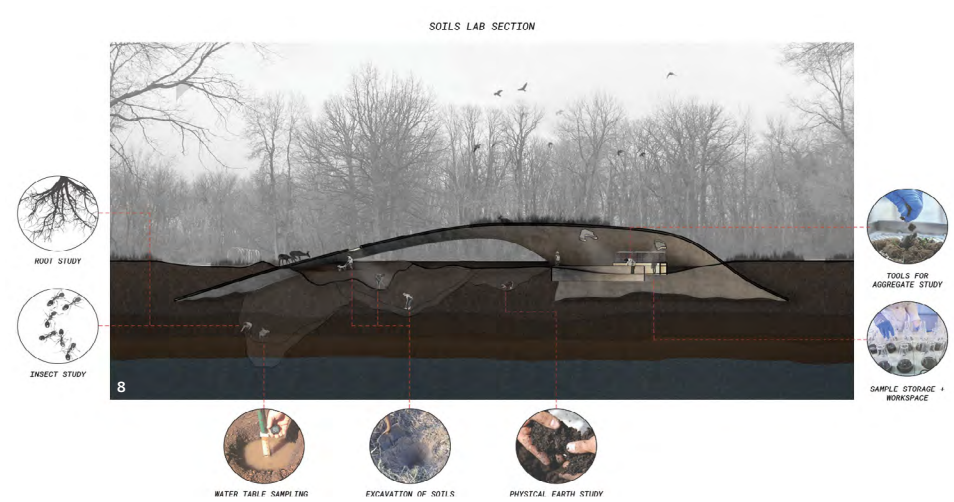 SOILS LAB SECTION
ROOT STUDY
INSECT STUDY
8
TOOLS FOR
AGGREGATE STUDY
SAMPLE STORAGE +
WORKSPACE
WATER TABLE SAMPLING
EXCAVATION OF SOILS
PHYSICAL EARTH STUDY